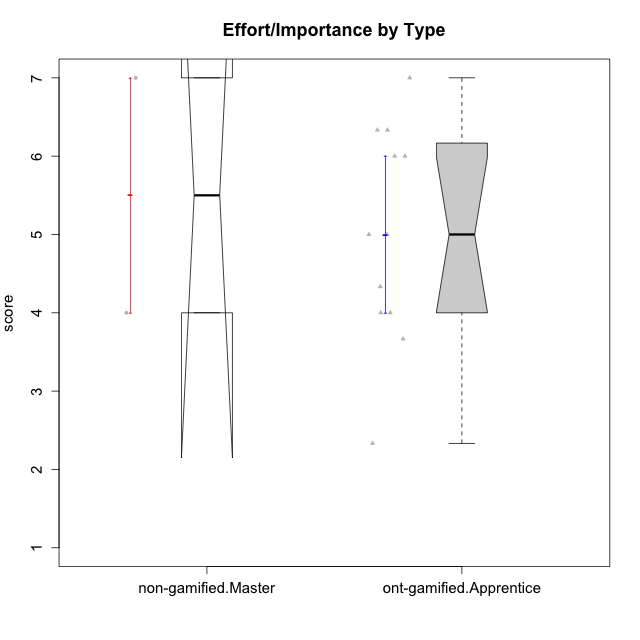 Effort/Importance by Type
score
7
6
5
4
3
2
1
non-gamified.Master
ont-gamified.Apprentice